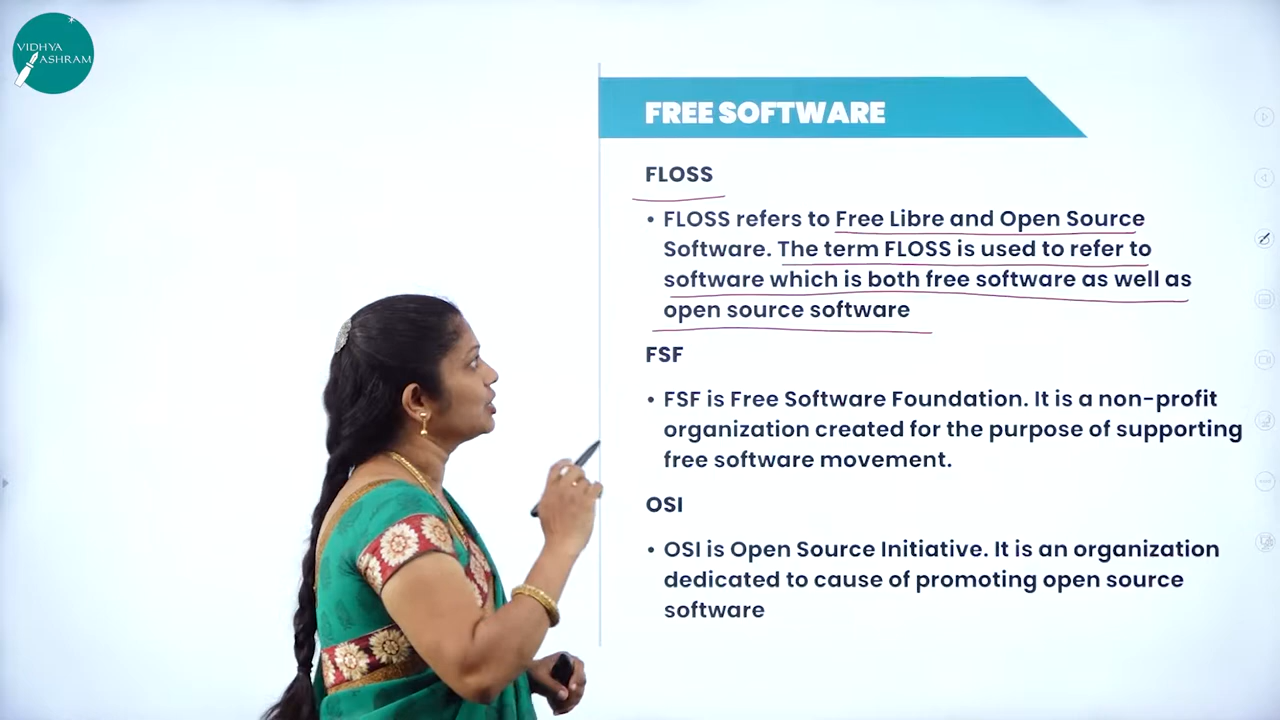 VIDHYA
ASHRAM
FREE SOFTWARE
FLOSS
• FLOSS refers to Free Libre and Open Source
Software. The term FLOSS is used to refer to
software which is both free software as well as
open source software
FSF
• FSF is Free Software Foundation. It is a non-profit
organization created for the purpose of supporting
free software movement.
OSI
• OSI is Open Source Initiative. It is an organization
dedicated to cause of promoting open source
software